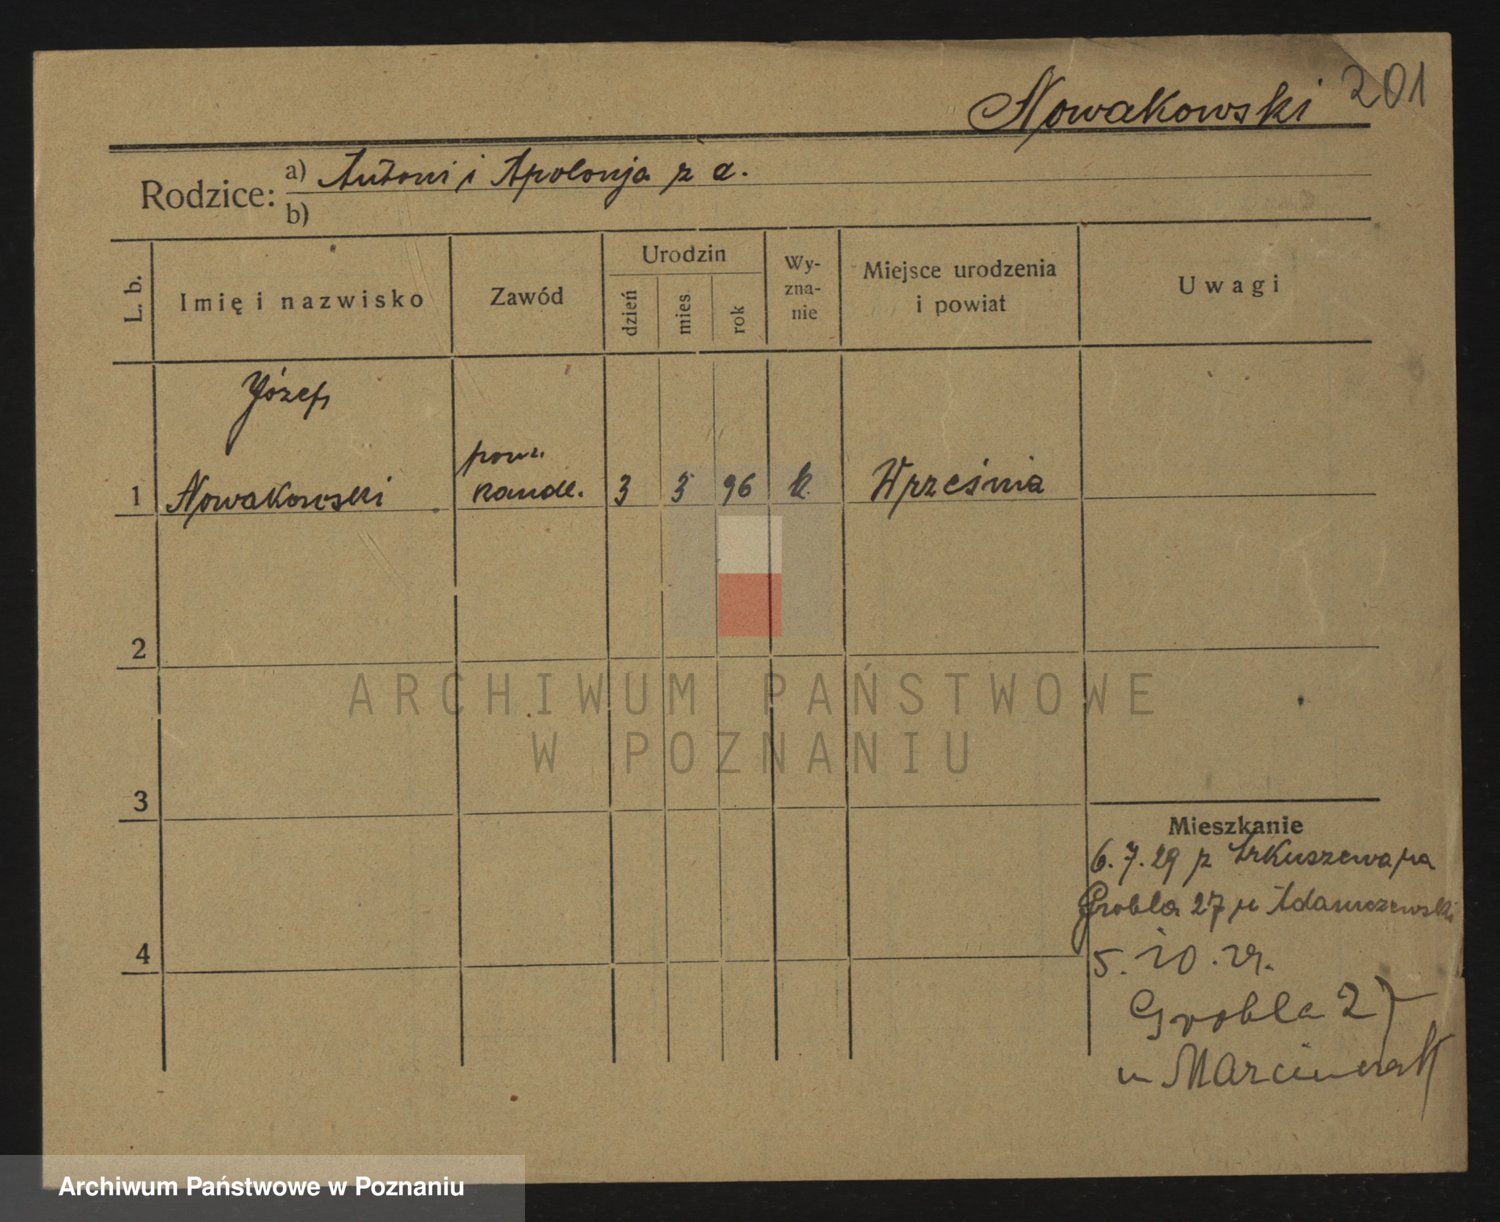 Nowakowski 201
Rodzice: a) Antoni i Apolonja z d.
b)
L. b.
Imię i nazwisko
Zawód
Urodzin
dzień
mies
rok
Wy-
zna-
nie
Miejsce urodzenia
i powiat
Uwagi
Józef
1 Nowakowski pom. handl. 3 3 96 k. Września
2
3
4
Mieszkanie
6. 7. 29 z
Grobla 27 u Adamczewski
5. 10. 29.
Grobla 27
u
ARCHIWUM PAŃSTWOWE
W POZNANIU
Archiwum Państwowe w Poznaniu